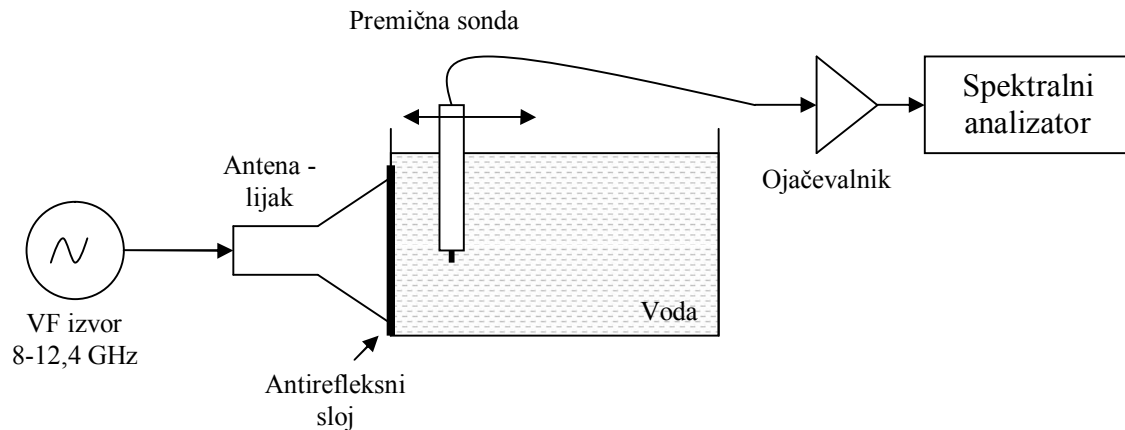 Premična sonda
Spektralni
analizator
Ojačevalnik
Antena -
lijak
VF izvor
8-12,4 GHz
Voda
Antirefleksni
sloj